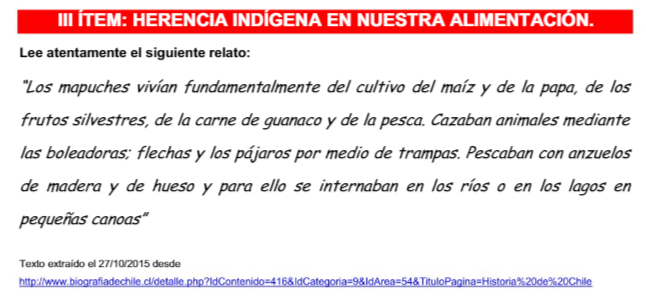 III ÍTEM: HERENCIA INDÍGENA EN NUESTRA ALIMENTACIÓN.
Lee atentamente el siguiente relato:
“Los mapuches vivían fundamentalmente del cultivo del maíz y de la papa, de los
frutos silvestres, de la carne de guanaco y de la pesca. Cazaban animales mediante
las boleadoras; flechas y los pájaros por medio de trampas. Pescaban con anzuelos
de madera y de hueso y para ello se internaban en los ríos o en los lagos en
pequeñas canoas”
Texto extraído el 27/10/2015 desde
http://www.biografiadechile.cl/detalle.php?IdContenido=416&IdCategoria=9&IdArea=54&TituloPagina=Historia%20de%20Chile